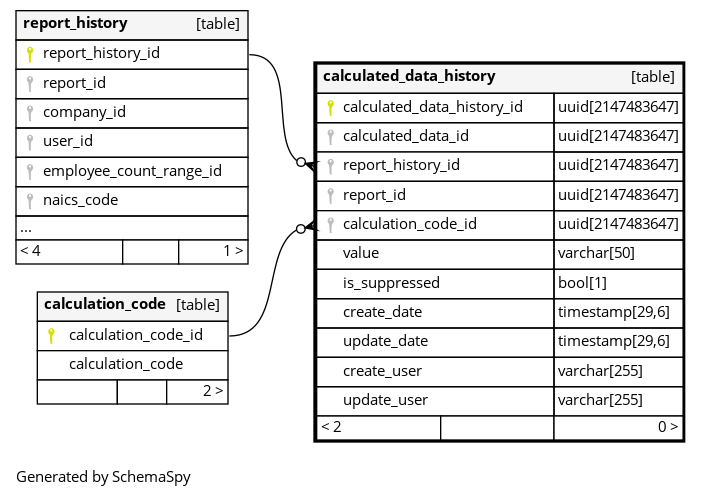 report_history [table]
report_history_id
report_id
company_id
user_id
employee_count_range_id
naics_code
...
< 4 1 >
calculation_code [table]
calculation_code_id
calculation_code
2 >
calculated_data_history [table]
calculated_data_history_id uuid[2147483647]
calculated_data_id uuid[2147483647]
report_history_id uuid[2147483647]
report_id uuid[2147483647]
calculation_code_id uuid[2147483647]
value varchar[50]
is_suppressed bool[1]
create_date timestamp[29,6]
update_date timestamp[29,6]
create_user varchar[255]
update_user varchar[255]
< 2 0 >
Generated by SchemaSpy